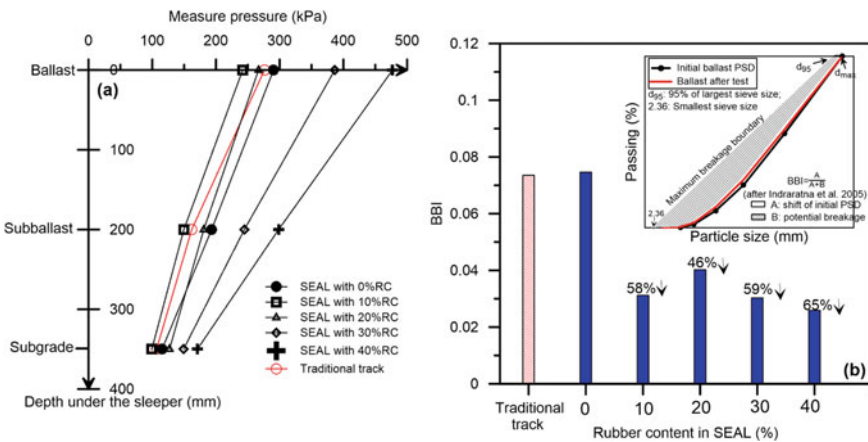 Measure pressure (kPa)
0 100 200 300 400 500
Ballast 0
(a)
100
Subballast 200
300
Subgrade
400
Depth under the sleeper (mm)
SEAL with 0%RC
SEAL with 10%RC
SEAL with 20%RC
SEAL with 30%RC
SEAL with 40%RC
Traditional track
0.12
0.1
0.08
0.06
0.04
0.02
0
BBI
58%
46%
59%
65%
(b)
Traditional track
0 10 20 30 40
Rubber content in SEAL (%)
Initial ballast PSD
Ballast after test
d95: 95% of largest sieve size;
2.36: Smallest sieve size
d95
dmax
Maximum breakage boundary
2.36
Passing (%)
Particle size (mm)
BBI=A/A+B
(after Indraratna et al. 2005)
A: shift of initial PSD
B: potential breakage